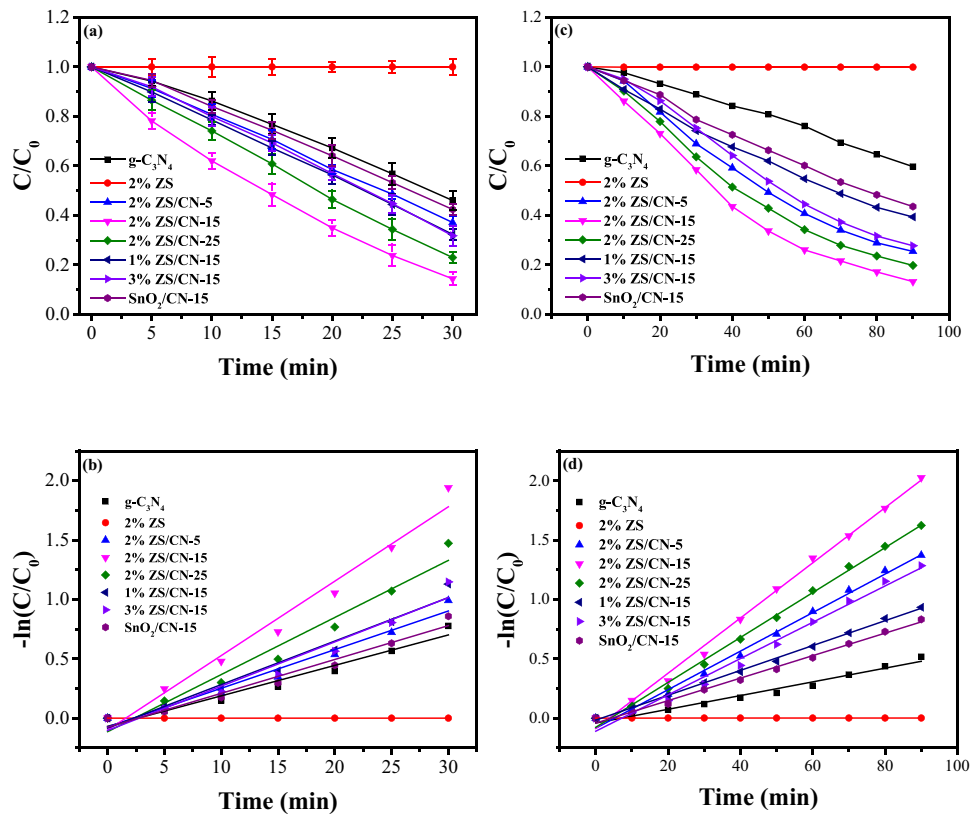 (a)
1.2
1.0
0.8
0.6
0.4
0.2
0.0
C/C0
g-C3N4
2% ZS
2% ZS/CN-5
2% ZS/CN-15
2% ZS/CN-25
1% ZS/CN-15
3% ZS/CN-15
SnO2/CN-15
0 5 10 15 20 25 30
Time (min)
(c)
1.2
1.0
0.8
0.6
0.4
0.2
0.0
C/C0
g-C3N4
2% ZS
2% ZS/CN-5
2% ZS/CN-15
2% ZS/CN-25
1% ZS/CN-15
3% ZS/CN-15
SnO2/CN-15
0 20 40 60 80 100
Time (min)
(b)
2.0
1.5
1.0
0.5
0.0
-ln(C/C0)
g-C3N4
2% ZS
2% ZS/CN-5
2% ZS/CN-15
2% ZS/CN-25
1% ZS/CN-15
3% ZS/CN-15
SnO2/CN-15
0 5 10 15 20 25 30
Time (min)
(d)
2.0
1.5
1.0
0.5
0.0
-ln(C/C0)
g-C3N4
2% ZS
2% ZS/CN-5
2% ZS/CN-15
2% ZS/CN-25
1% ZS/CN-15
3% ZS/CN-15
SnO2/CN-15
0 20 40 60 80 100
Time (min)